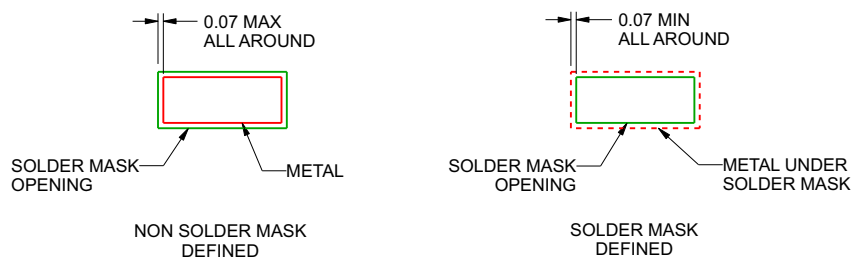 0.07 MAX
ALL AROUND
SOLDER MASK
OPENING
METAL
NON SOLDER MASK
DEFINED
0.07 MIN
ALL AROUND
SOLDER MASK
OPENING
METAL UNDER
SOLDER MASK
SOLDER MASK
DEFINED